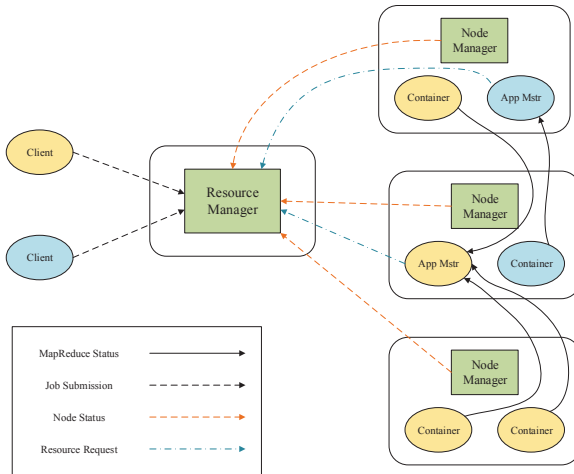 Node
Manager
Container
App Mstr
Client
Resource
Manager
Node
Manager
Client
App Mstr
Container
MapReduce Status
Job Submission
Node Status
Resource Request
Node
Manager
Container
Container